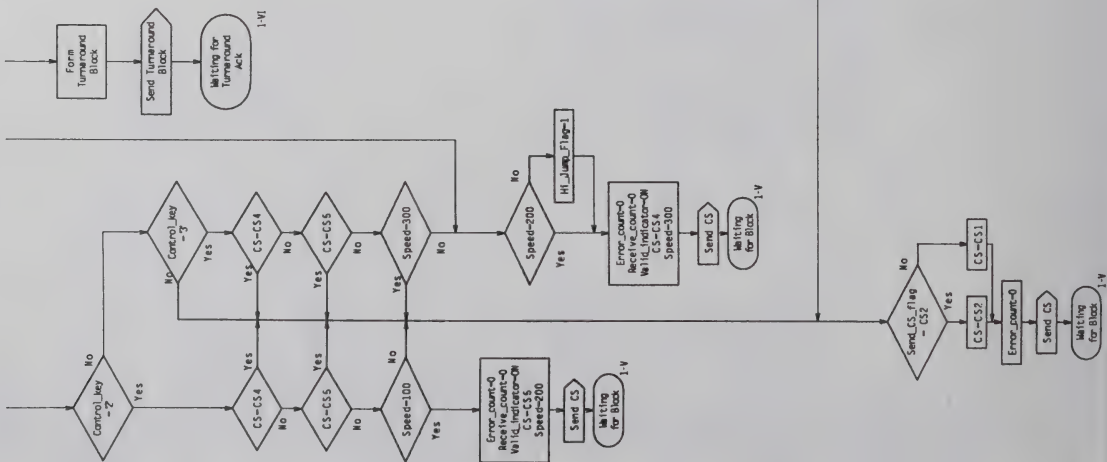 Form
Turnaround
Block
Send Turnaround
Block
Waiting for
Turnaround
Ack
1-VI
Control_key
-'2'
No
Yes
CS-CS4
Yes
No
CS-CS5
Yes
No
Speed-100
No
Yes
Error_count=0
Receive_count=0
Valid_indicator=ON
CS-CS5
Speed-200
Send CS
Waiting
for Block
1-V
Control_key
-'3'
No
Yes
CS-CS4
Yes
No
CS-CS5
Yes
No
Speed-300
Yes
No
Speed-200
No
Yes
Hi_Jump_Flag-1
Error_count=0
Receive_count=0
Valid_indicator=ON
CS-CS4
Speed-300
Send CS
Waiting
for Block
1-V
Send_CS_flag
- CS2
No
Yes
CS-CS2
CS-CS1
Error_count=0
Send CS
Waiting
for Block
1-V